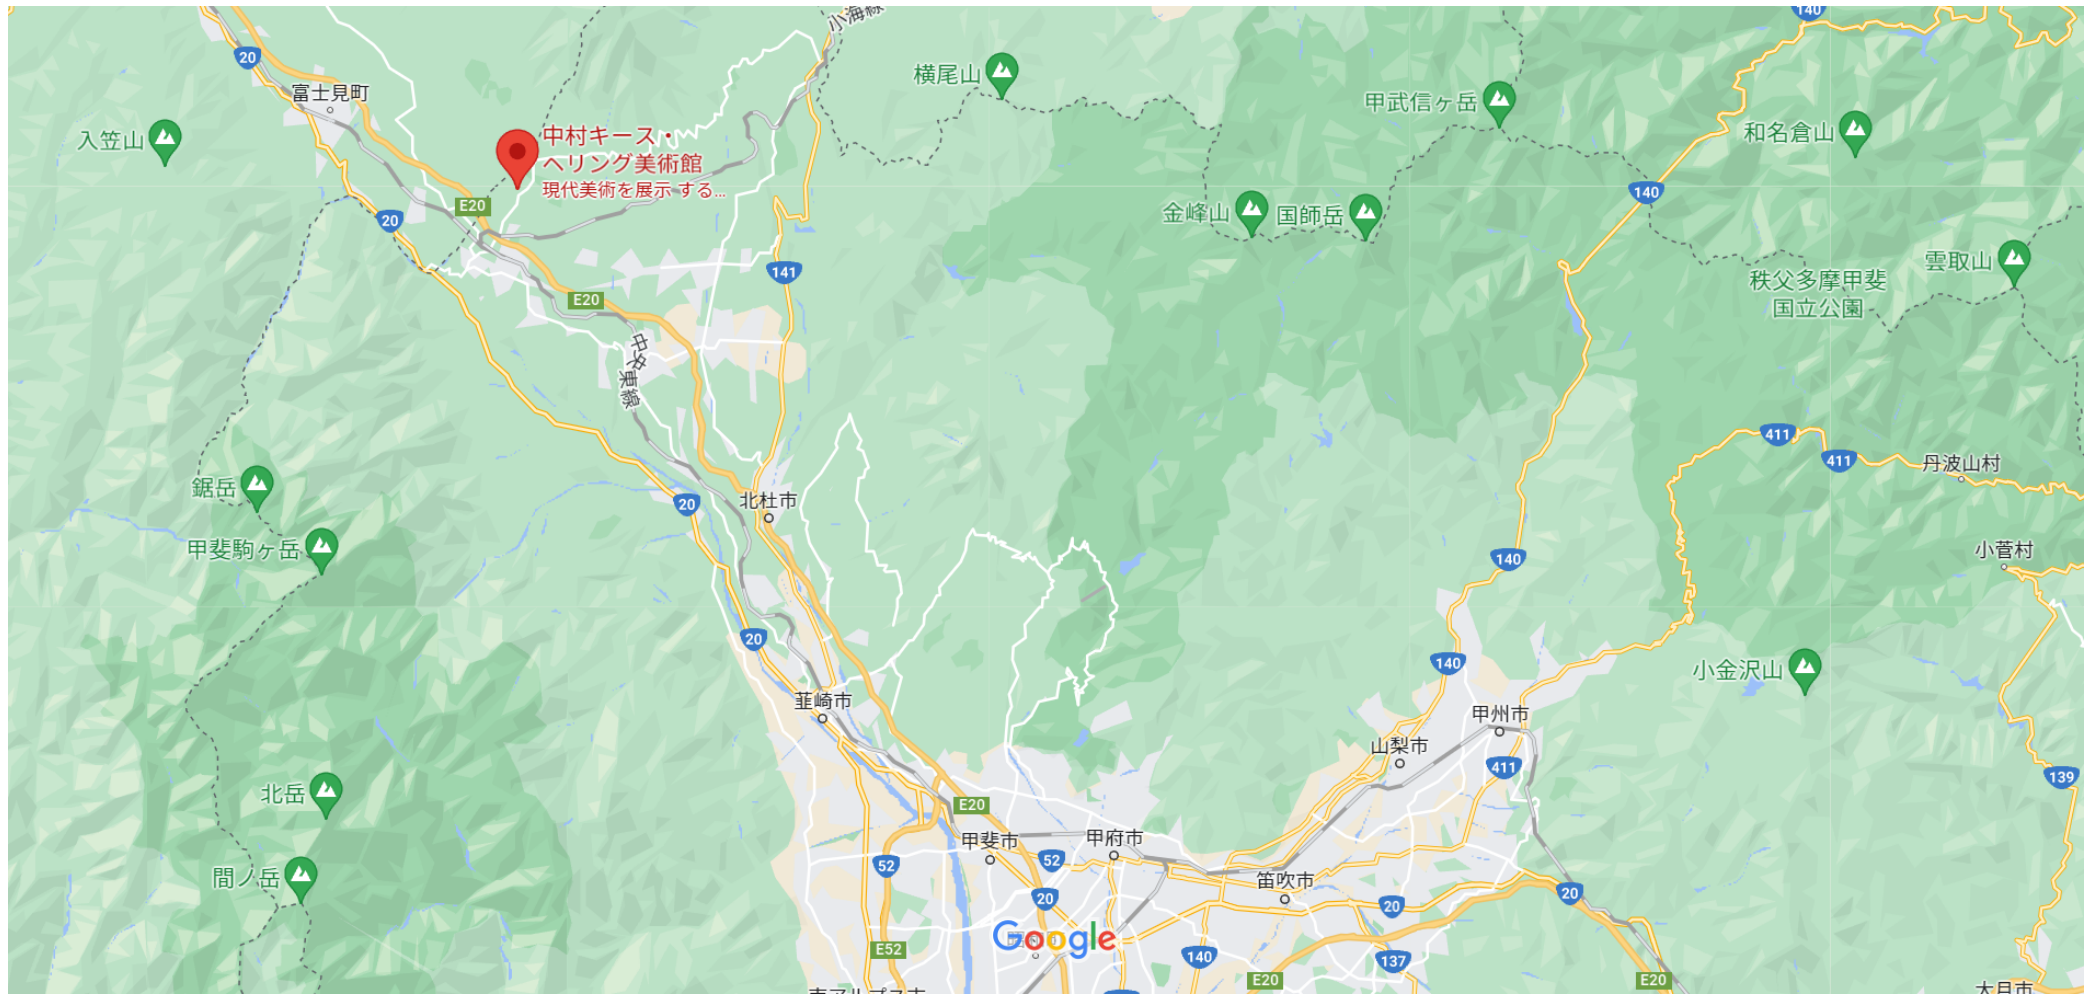 小海線
140
20
横尾山
富士見町
甲武信ヶ岳
入笠山
中村キース・
ヘリング美術館
現代美術を展示 する...
和名倉山
140
E20
20
金峰山
国師岳
141
雲取山
秩父多摩甲斐
国立公園
E20
中央東線
411
411
丹波山村
鋸岳
20
北杜市
甲斐駒ヶ岳
140
小菅村
20
140
小金沢山
韮崎市
甲州市
山梨市
411
139
北岳
E20
甲斐市
甲府市
52
52
間ノ岳
笛吹市
20
20
20
Google
E52
140
137
E20
E20
大月市